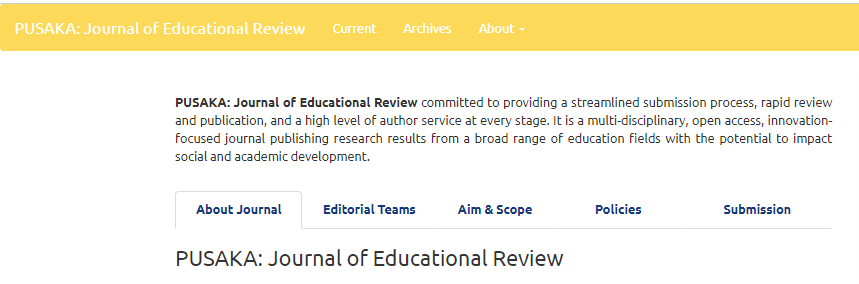 PUSAKA: Journal of Educational Review Current Archives About
PUSAKA: Journal of Educational Review committed to providing a streamlined submission process, rapid review
and publication, and a high level of author service at every stage. It is a multi-disciplinary, open access, innovation-
focused journal publishing research results from a broad range of education fields with the potential to impact
social and academic development.
About Journal Editorial Teams Aim & Scope Policies Submission
PUSAKA: Journal of Educational Review